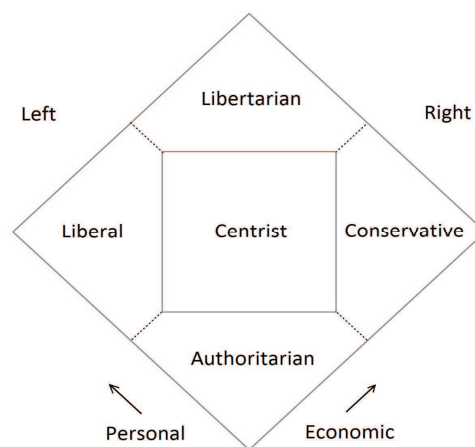 Libertarian
Left
Right
Liberal
Centrist
Conservative
Authoritarian
Personal
Economic